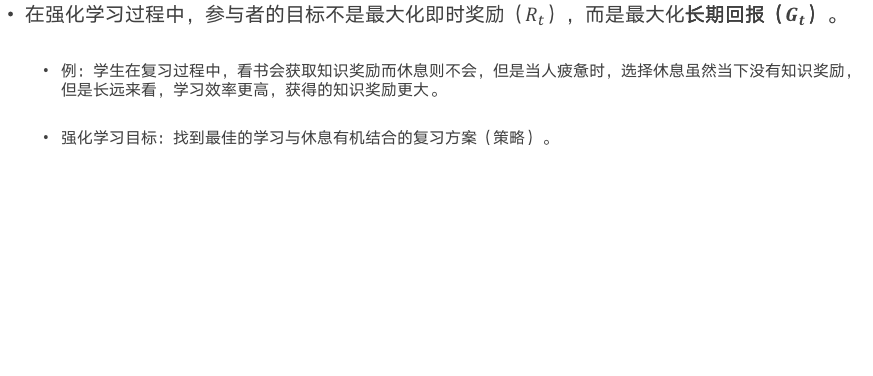 • 在强化学习过程中，参与者的目标不是最大化即时奖励（R_t），而是最大化长期回报（G_t）。
• 例：学生在复习过程中，看书会获取知识奖励而休息则不会，但是当人疲惫时，选择休息虽然当下没有知识奖励，
但是长远来看，学习效率更高，获得的知识奖励更大。
• 强化学习目标：找到最佳的学习与休息有机结合的复习方案（策略）。